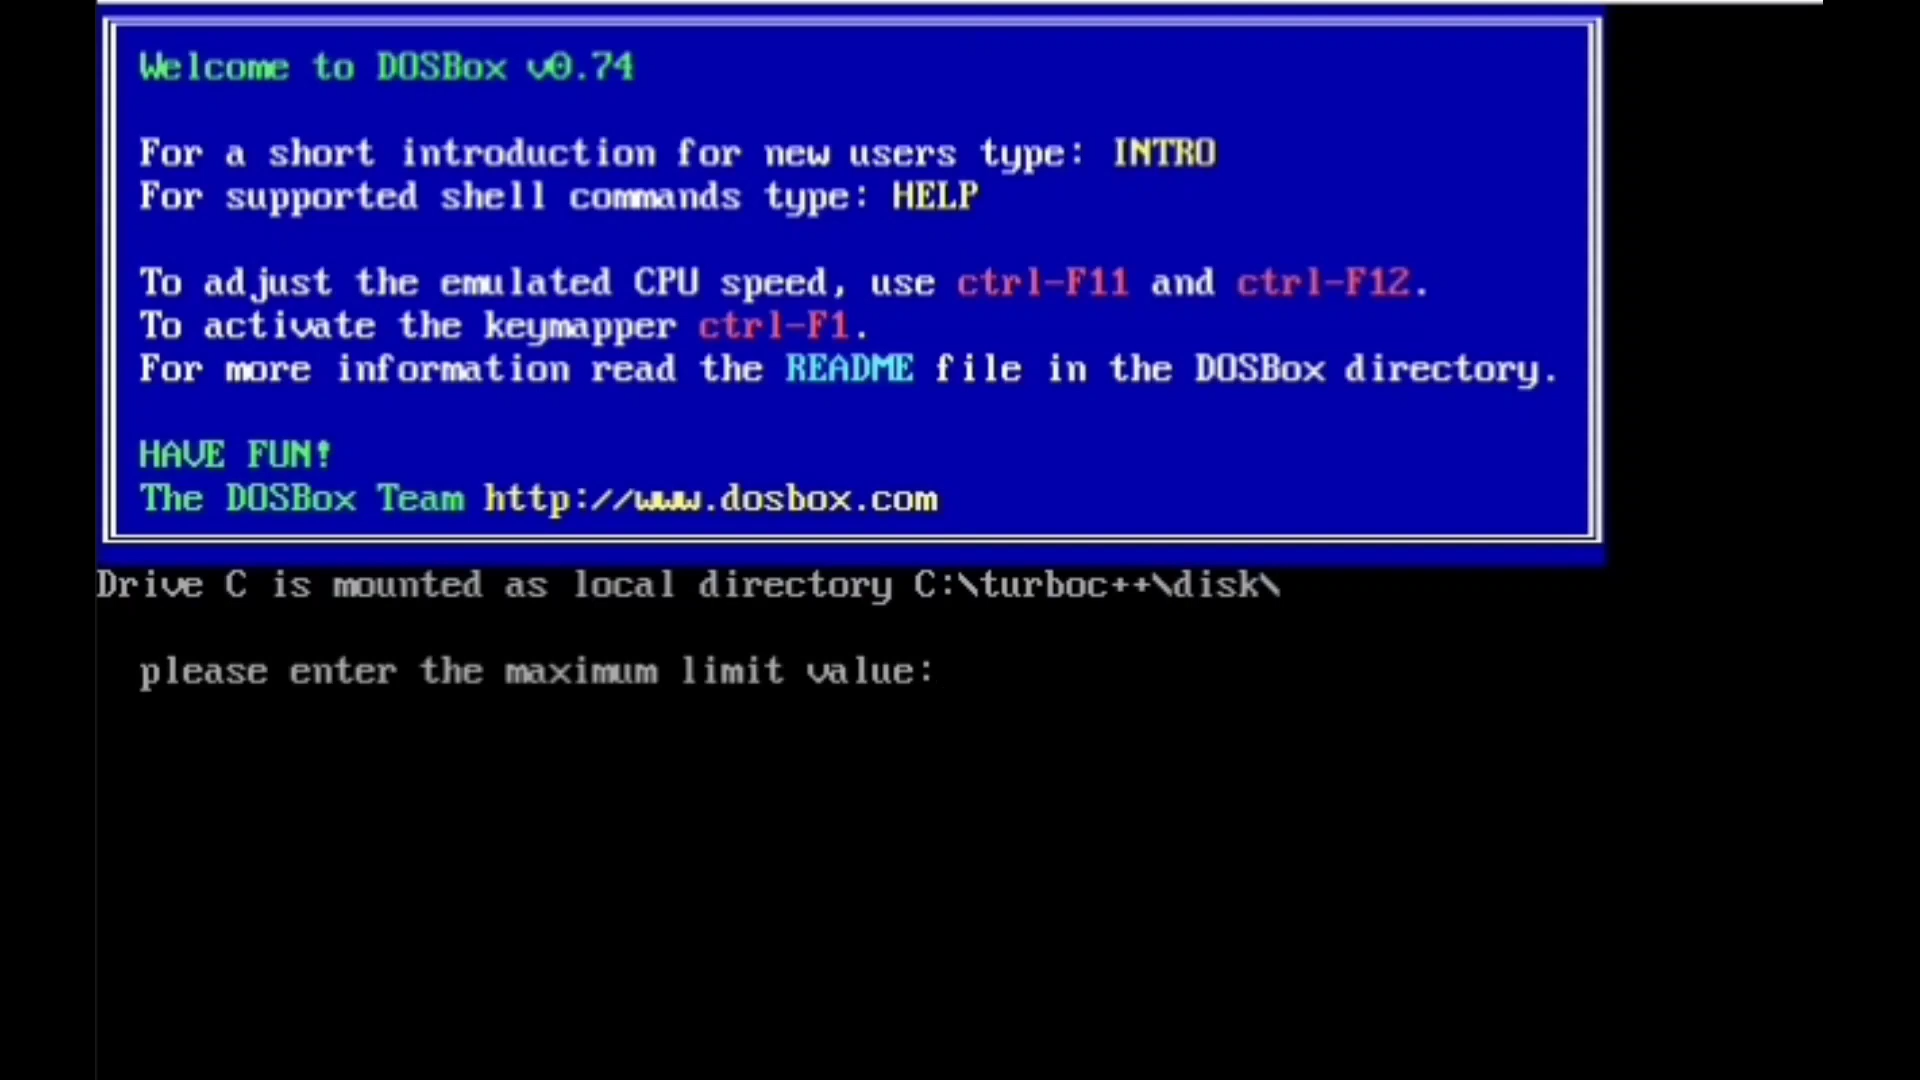 Welcome to DOSBox v0.74
For a short introduction for new users type: INTRO
For supported shell commands type: HELP
To adjust the emulated CPU speed, use ctrl-F11 and ctrl-F12.
To activate the keymapper ctrl-F1.
For more information read the README file in the DOSBox directory.
HAVE FUN!
The DOSBox Team http://www.dosbox.com
Drive C is mounted as local directory C:\turboc++\disk\
please enter the maximum limit value: